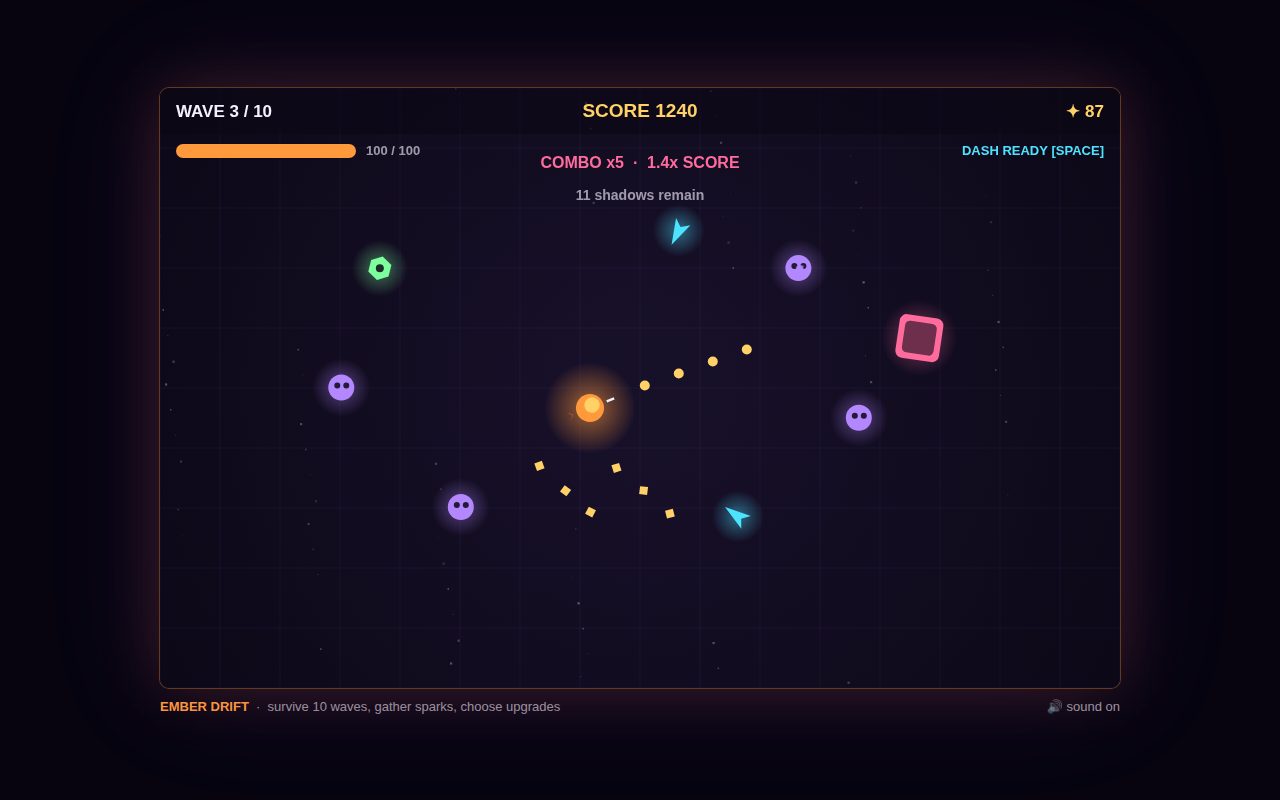 WAVE 3 / 10
SCORE 1240
✦ 87
100 / 100
DASH READY [SPACE]
COMBO x5 · 1.4x SCORE
11 shadows remain
EMBER DRIFT · survive 10 waves, gather sparks, choose upgrades
🔊 sound on